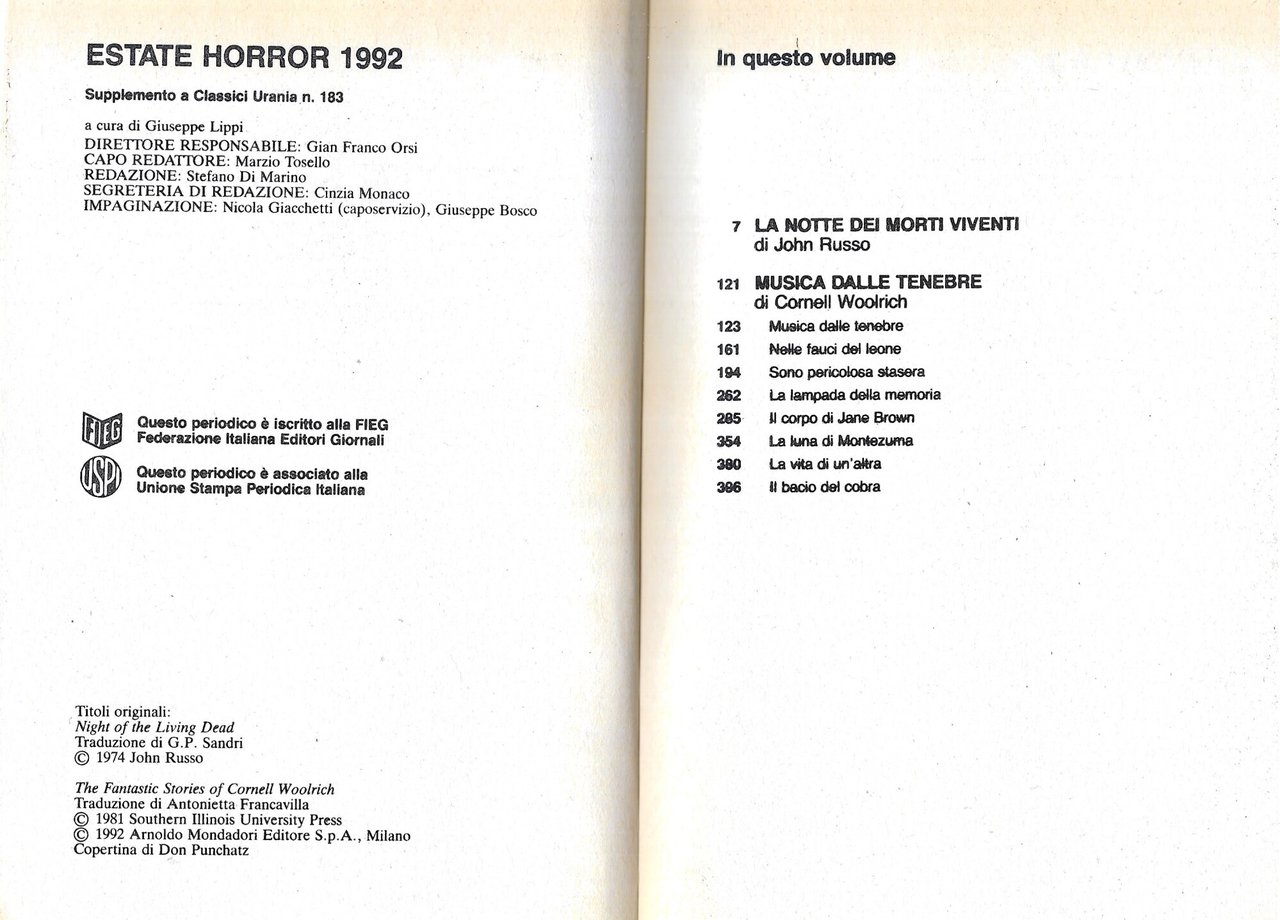 ESTATE HORROR 1992
Supplemento a Classici Urania n. 183
a cura di Giuseppe Lippi
DIRETTORE RESPONSABILE: Gian Franco Orsi
CAPO REDATTORE: Marzio Tosello
REDAZIONE: Stefano Di Marino
SEGRETERIA DI REDAZIONE: Cinzia Monaco
IMPAGINAZIONE: Nicola Giacchetti (caposervizio), Giuseppe Bosco
FIEG
Questo periodico è iscritto alla FIEG
Federazione Italiana Editori Giornali
USPI
Questo periodico è associato alla
Unione Stampa Periodica Italiana
Titoli originali:
Night of the Living Dead
Traduzione di G.P. Sandri
© 1974 John Russo
The Fantastic Stories of Cornell Woolrich
Traduzione di Antonietta Francavilla
© 1981 Southern Illinois University Press
© 1992 Arnoldo Mondadori Editore S.p.A., Milano
Copertina di Don Punchatz
In questo volume
7 LA NOTTE DEI MORTI VIVENTI
di John Russo
121 MUSICA DALLE TENEBRE
di Cornell Woolrich
123 Musica dalle tenebre
161 Nelle fauci del leone
194 Sono pericolosa stasera
262 La lampada della memoria
285 Il corpo di Jane Brown
354 La luna di Montezuma
380 La vita di un'altra
396 Il bacio del cobra